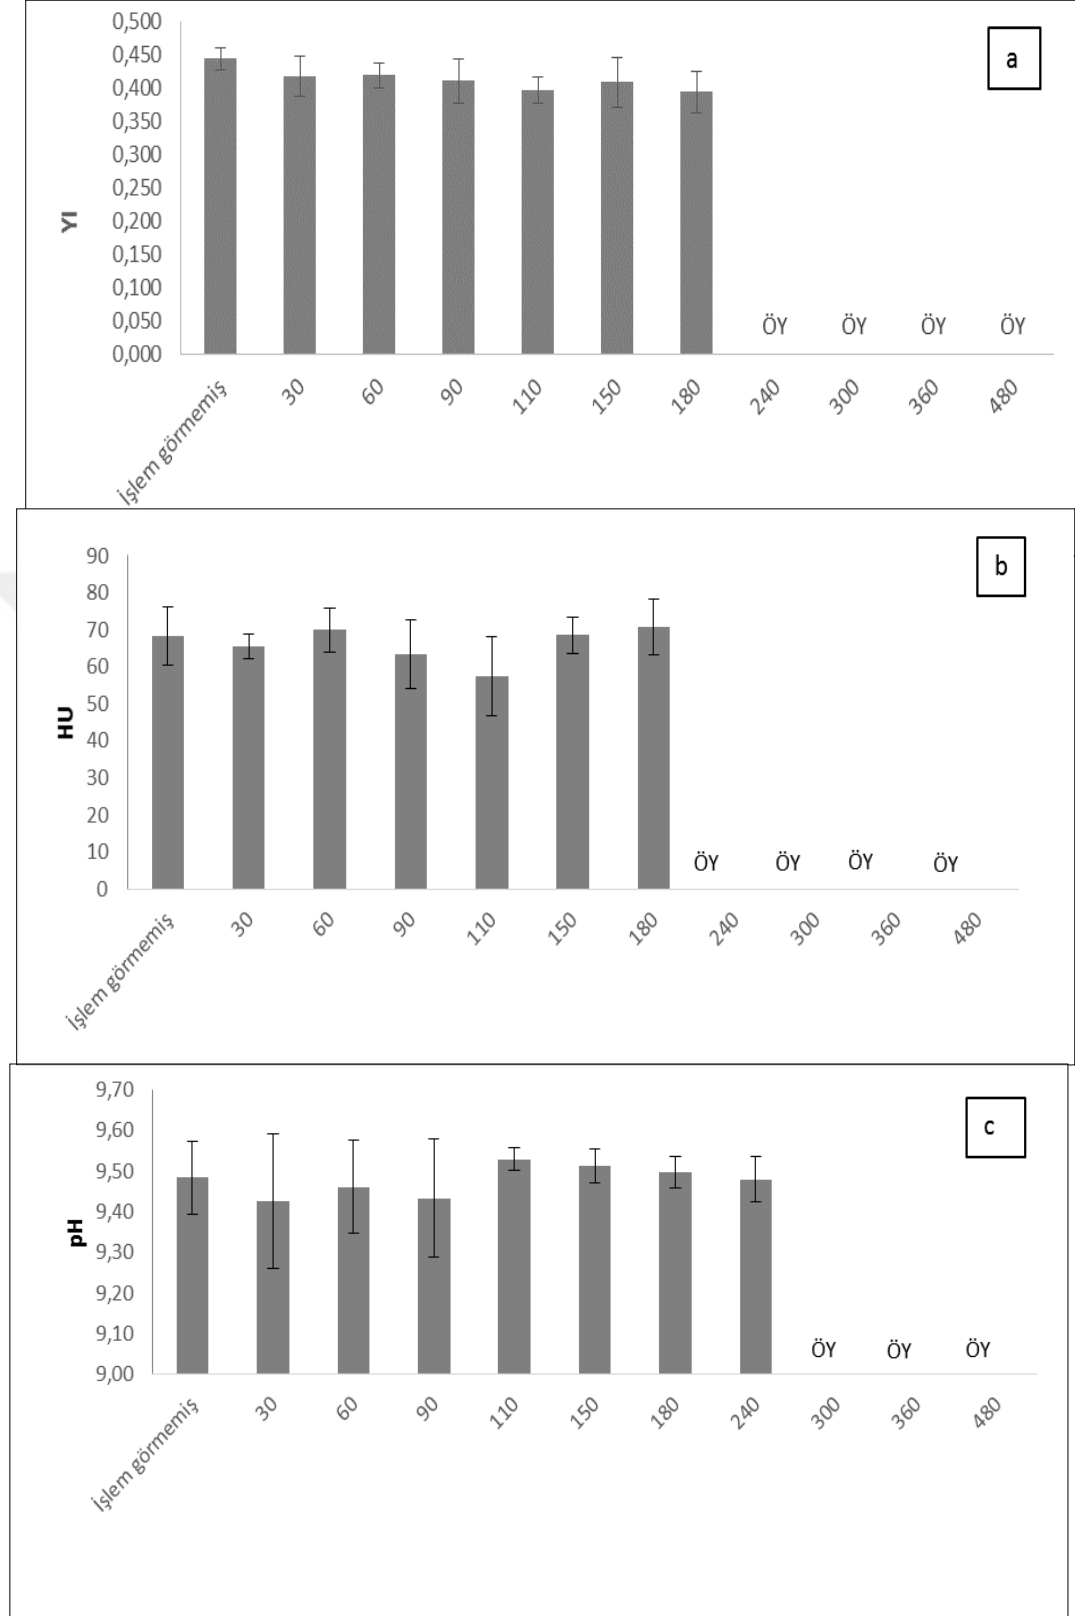 a
0,500
0,450
0,400
0,350
0,300
0,250
0,200
0,150
0,100
0,050
0,000
YI
ÖY ÖY ÖY ÖY
İşlem görmemiş 30 60 90 110 150 180 240 300 360 480
b
90
80
70
60
50
40
30
20
10
0
HU
ÖY ÖY ÖY ÖY
İşlem görmemiş 30 60 90 110 150 180 240 300 360 480
c
9,70
9,60
9,50
9,40
9,30
9,20
9,10
9,00
pH
ÖY ÖY ÖY
İşlem görmemiş 30 60 90 110 150 180 240 300 360 480